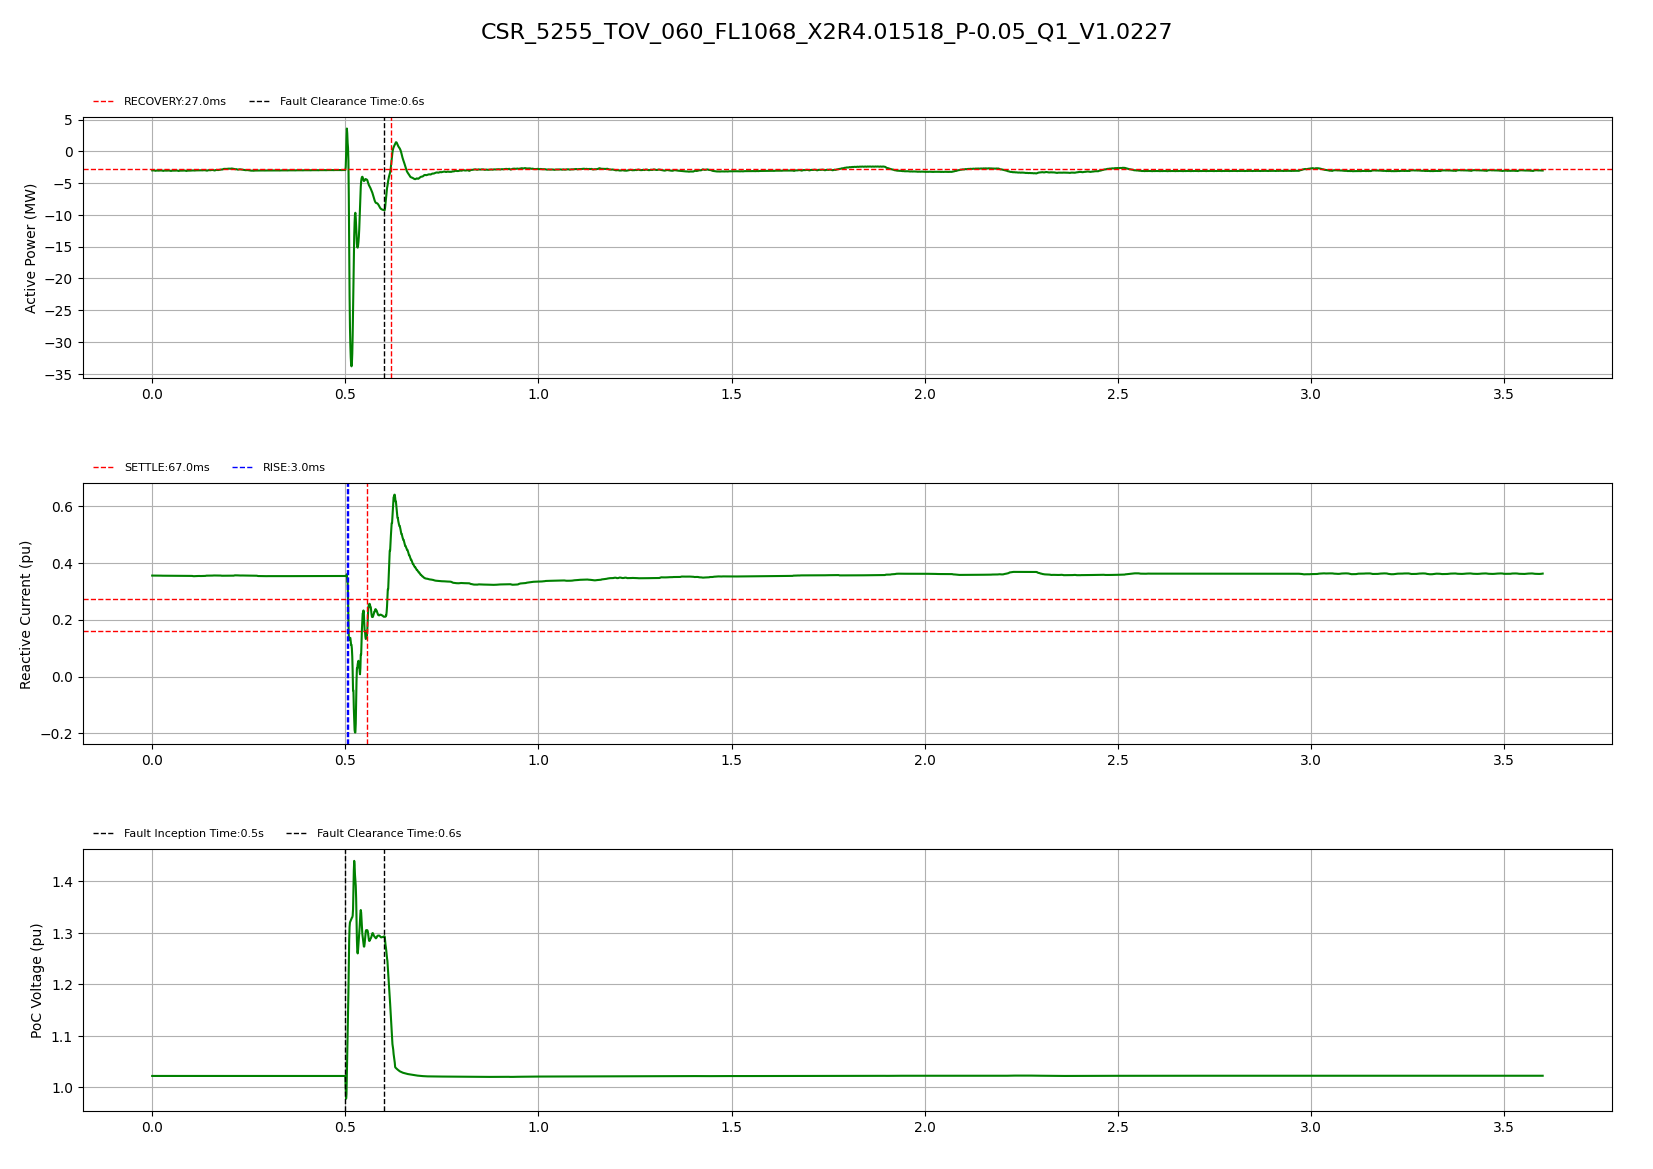 CSR_5255_TOV_060_FL1068_X2R4.01518_P-0.05_Q1_V1.0227
RECOVERY:27.0ms Fault Clearance Time:0.6s
Active Power (MW)
5
0
−5
−10
−15
−20
−25
−30
−35
0.0 0.5 1.0 1.5 2.0 2.5 3.0 3.5
SETTLE:67.0ms RISE:3.0ms
Reactive Current (pu)
0.6
0.4
0.2
0.0
−0.2
0.0 0.5 1.0 1.5 2.0 2.5 3.0 3.5
Fault Inception Time:0.5s Fault Clearance Time:0.6s
PoC Voltage (pu)
1.4
1.3
1.2
1.1
1.0
0.0 0.5 1.0 1.5 2.0 2.5 3.0 3.5